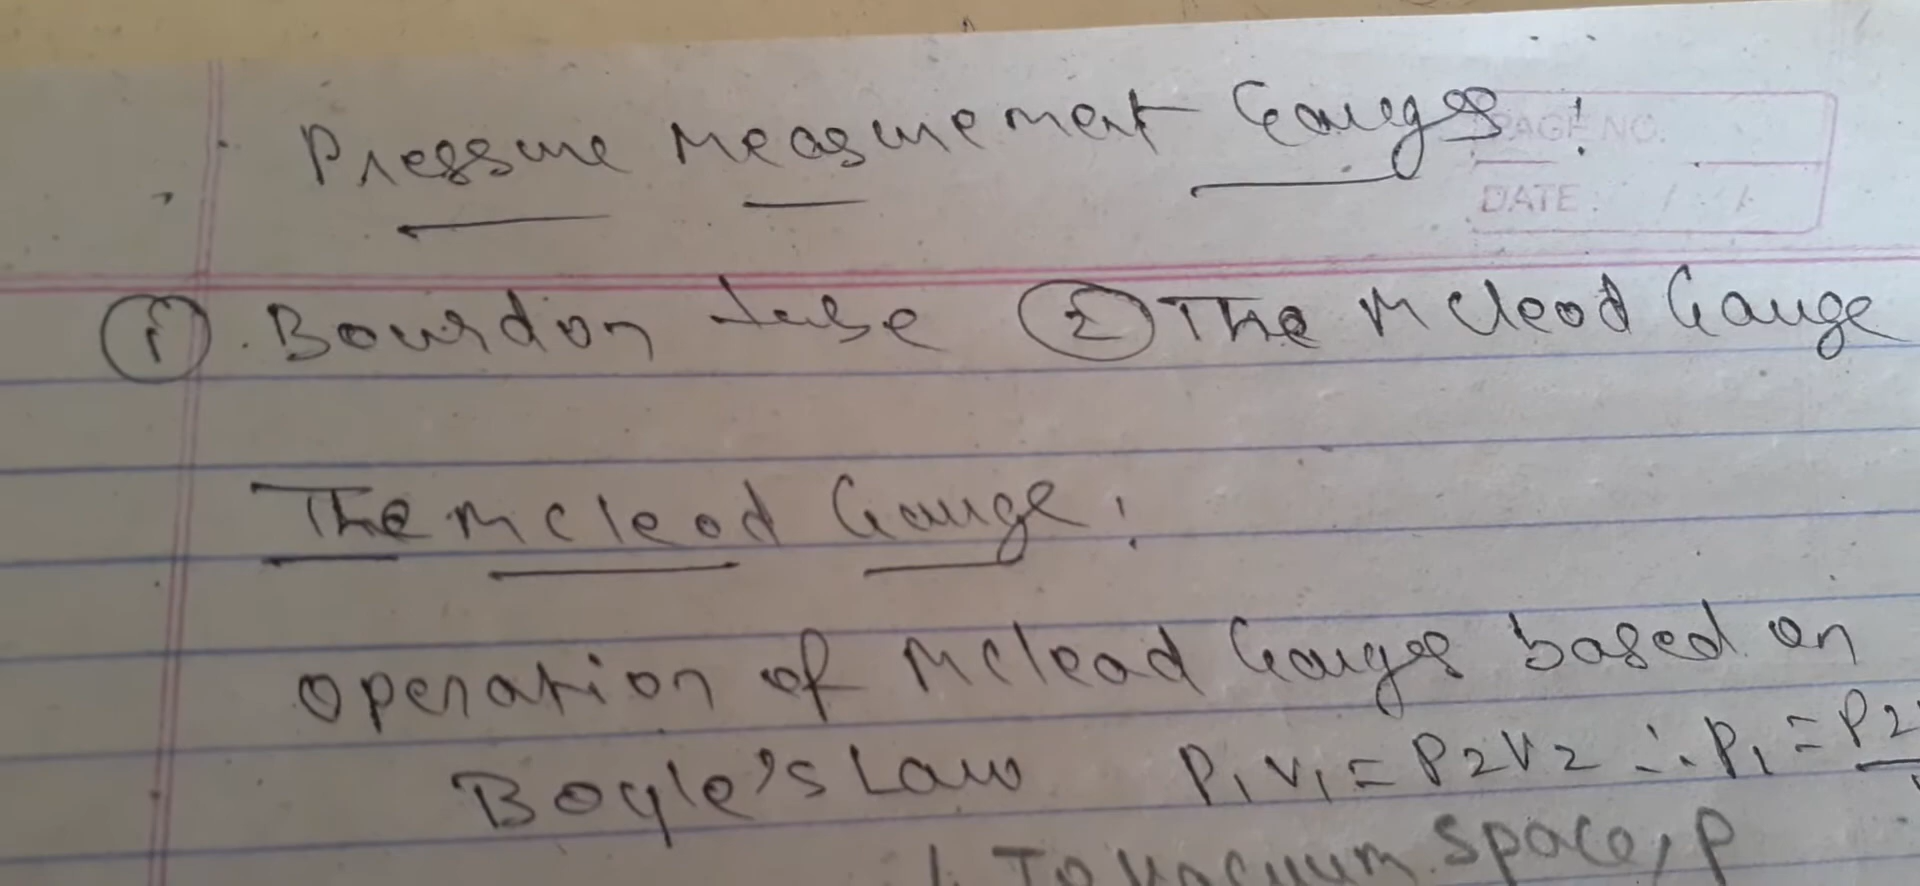 Pressure Measurement Gauges:
PAGE NO.
DATE: / /
① Bourdon tube ② The Mcleod Gauge
The Mcleod Gauge:
Operation of Mcleod Gauges based on
Boyle's Law P1V1 = P2V2 ∴ P1 = P2
To vacuum space, P